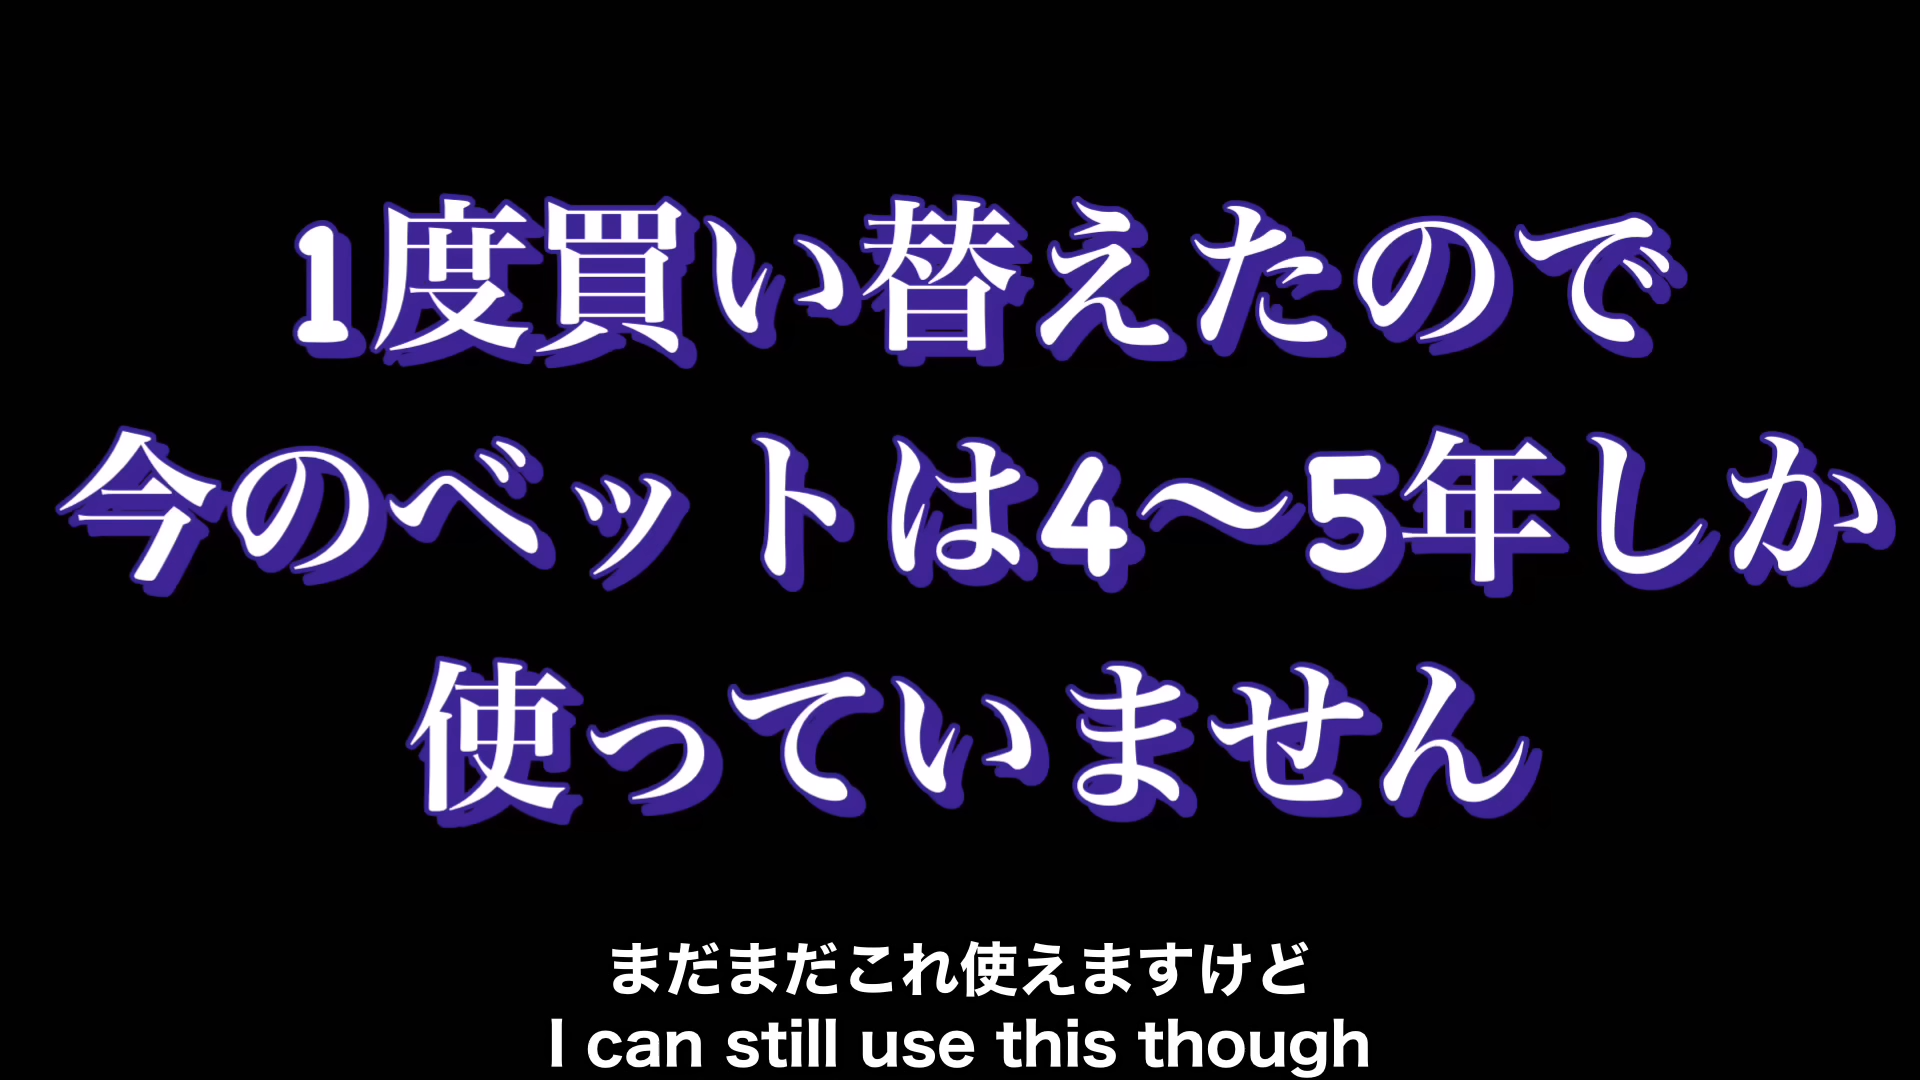 1度買い替えたので
今のベットは4〜5年しか
使っていません
まだまだこれ使えますけど
I can still use this though